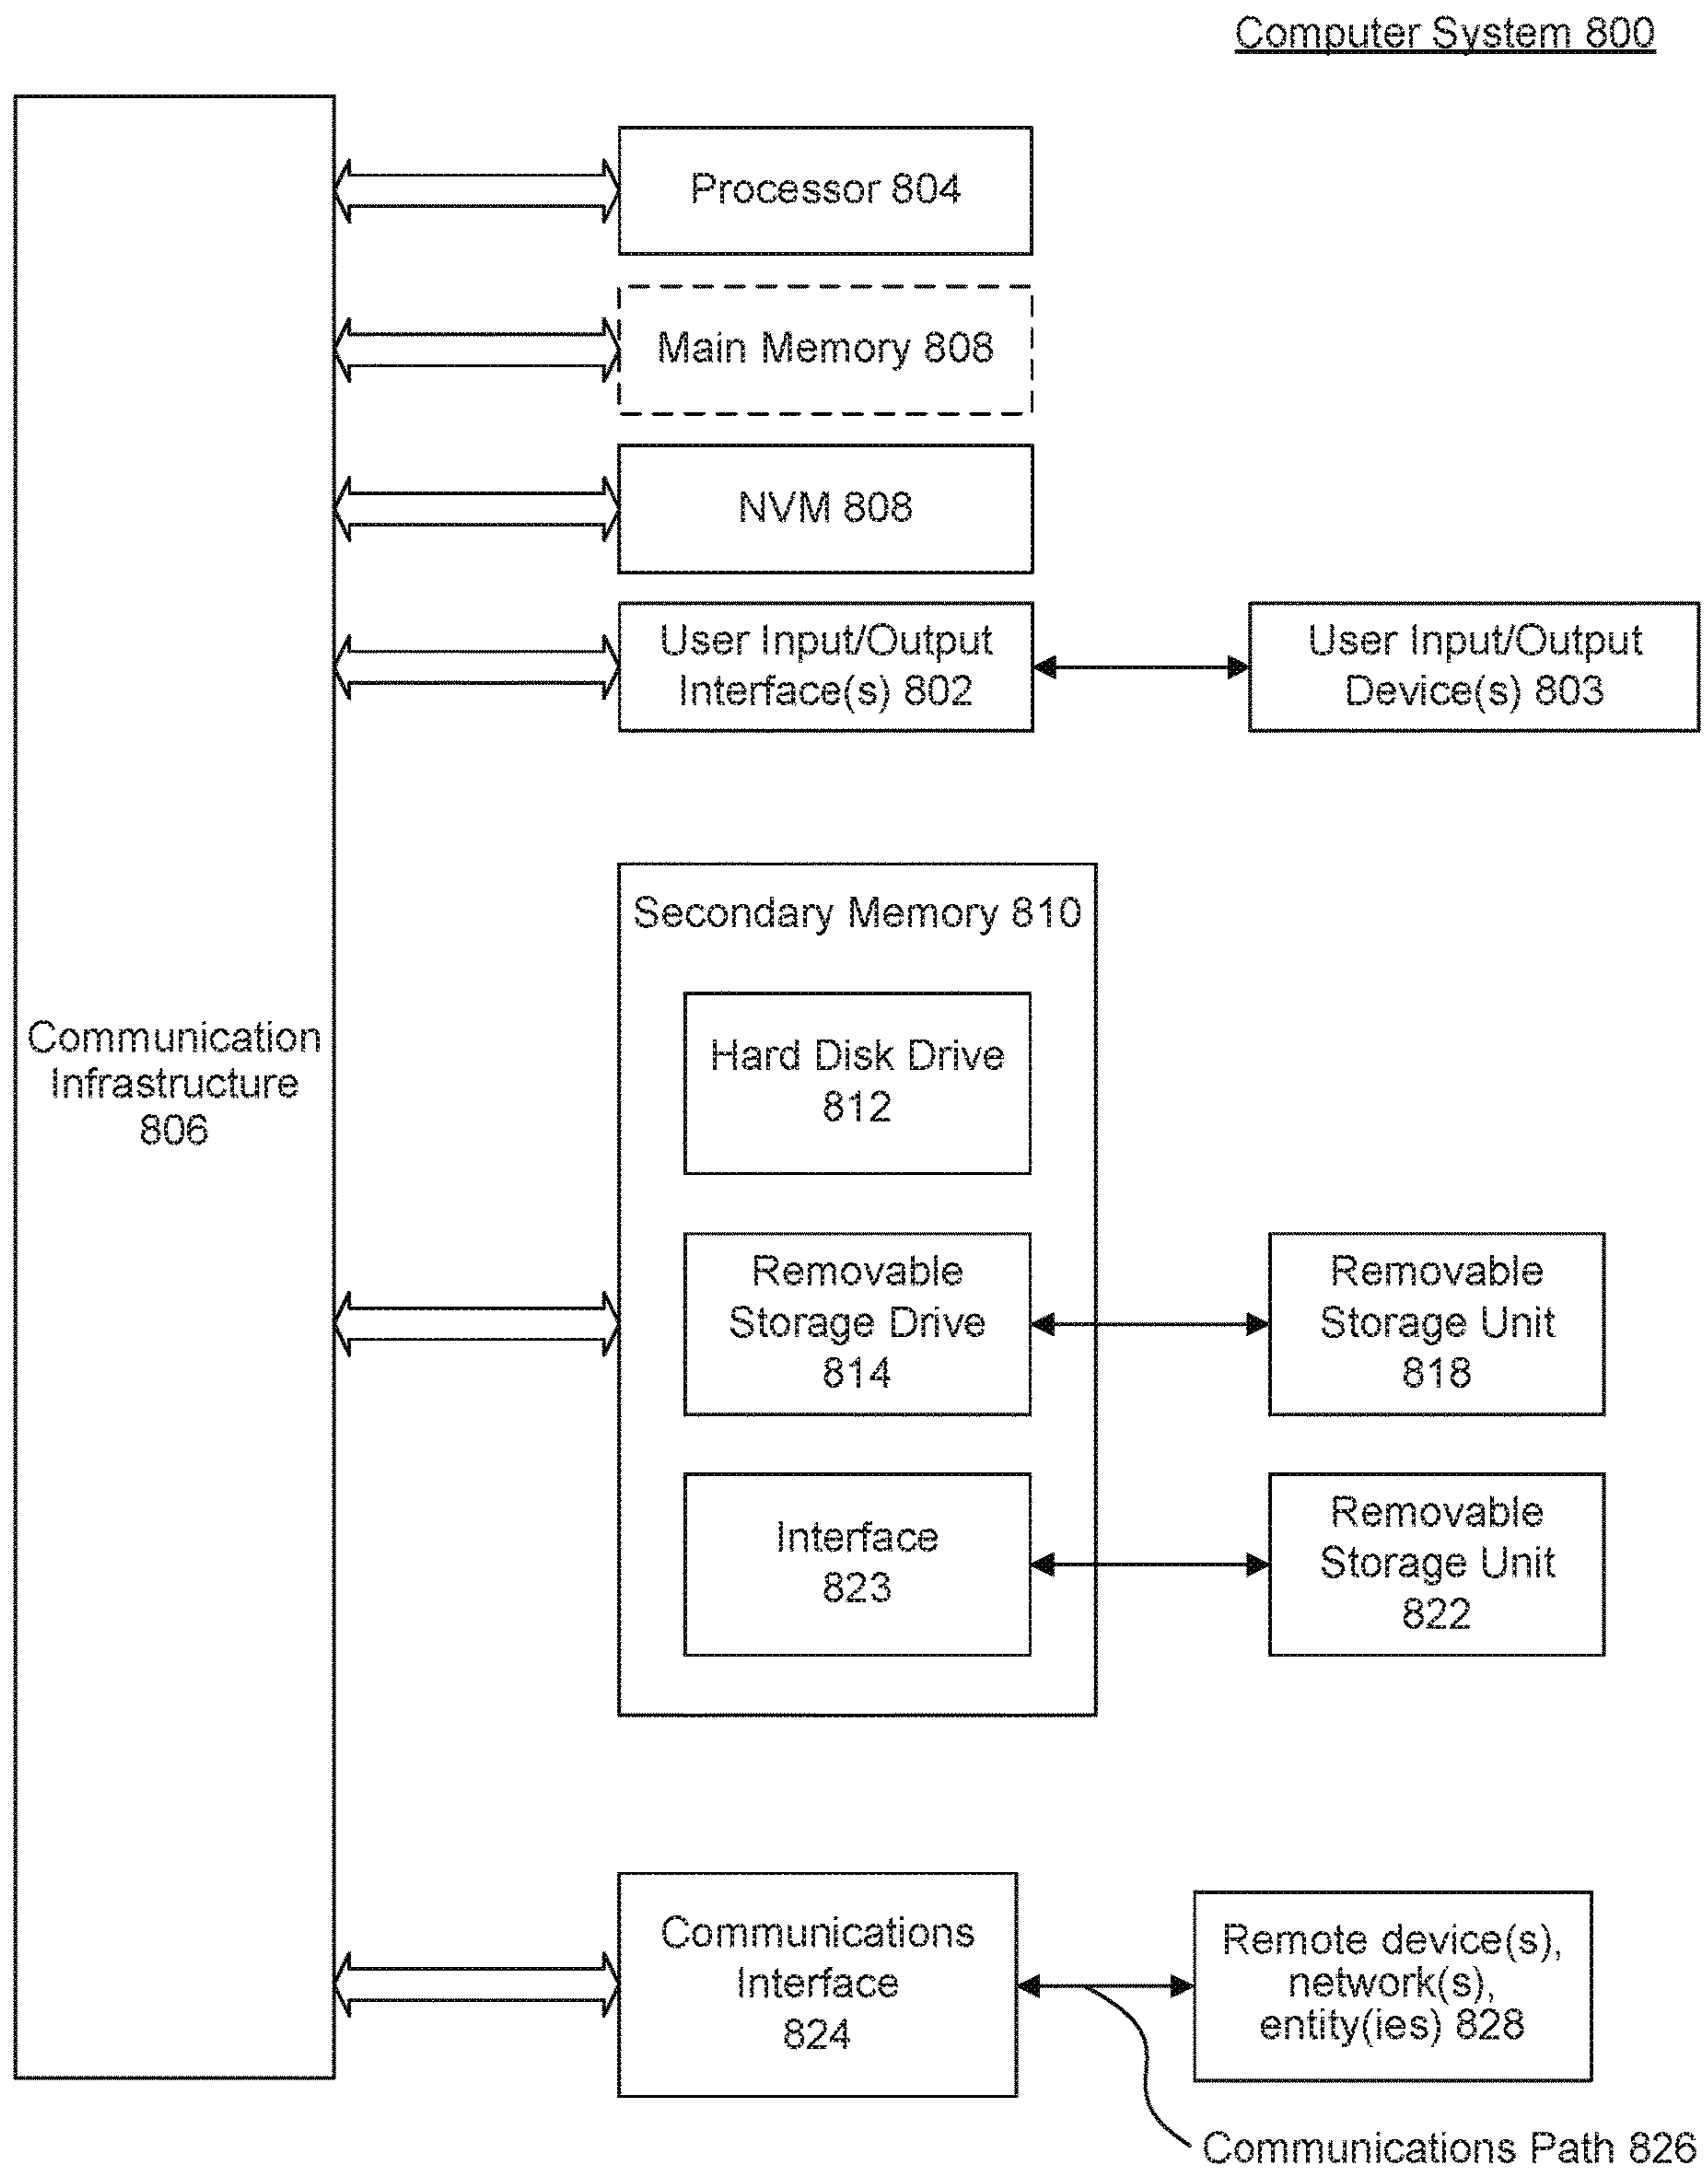 Computer System 800
Processor 804
Main Memory 808
NVM 808
User Input/Output
Interface(s) 802
User Input/Output
Device(s) 803
Communication
Infrastructure
806
Secondary Memory 810
Hard Disk Drive
812
Removable
Storage Drive
814
Removable
Storage Unit
818
Interface
823
Removable
Storage Unit
822
Communications
Interface
824
Remote device(s),
network(s),
entity(ies) 828
Communications Path 826